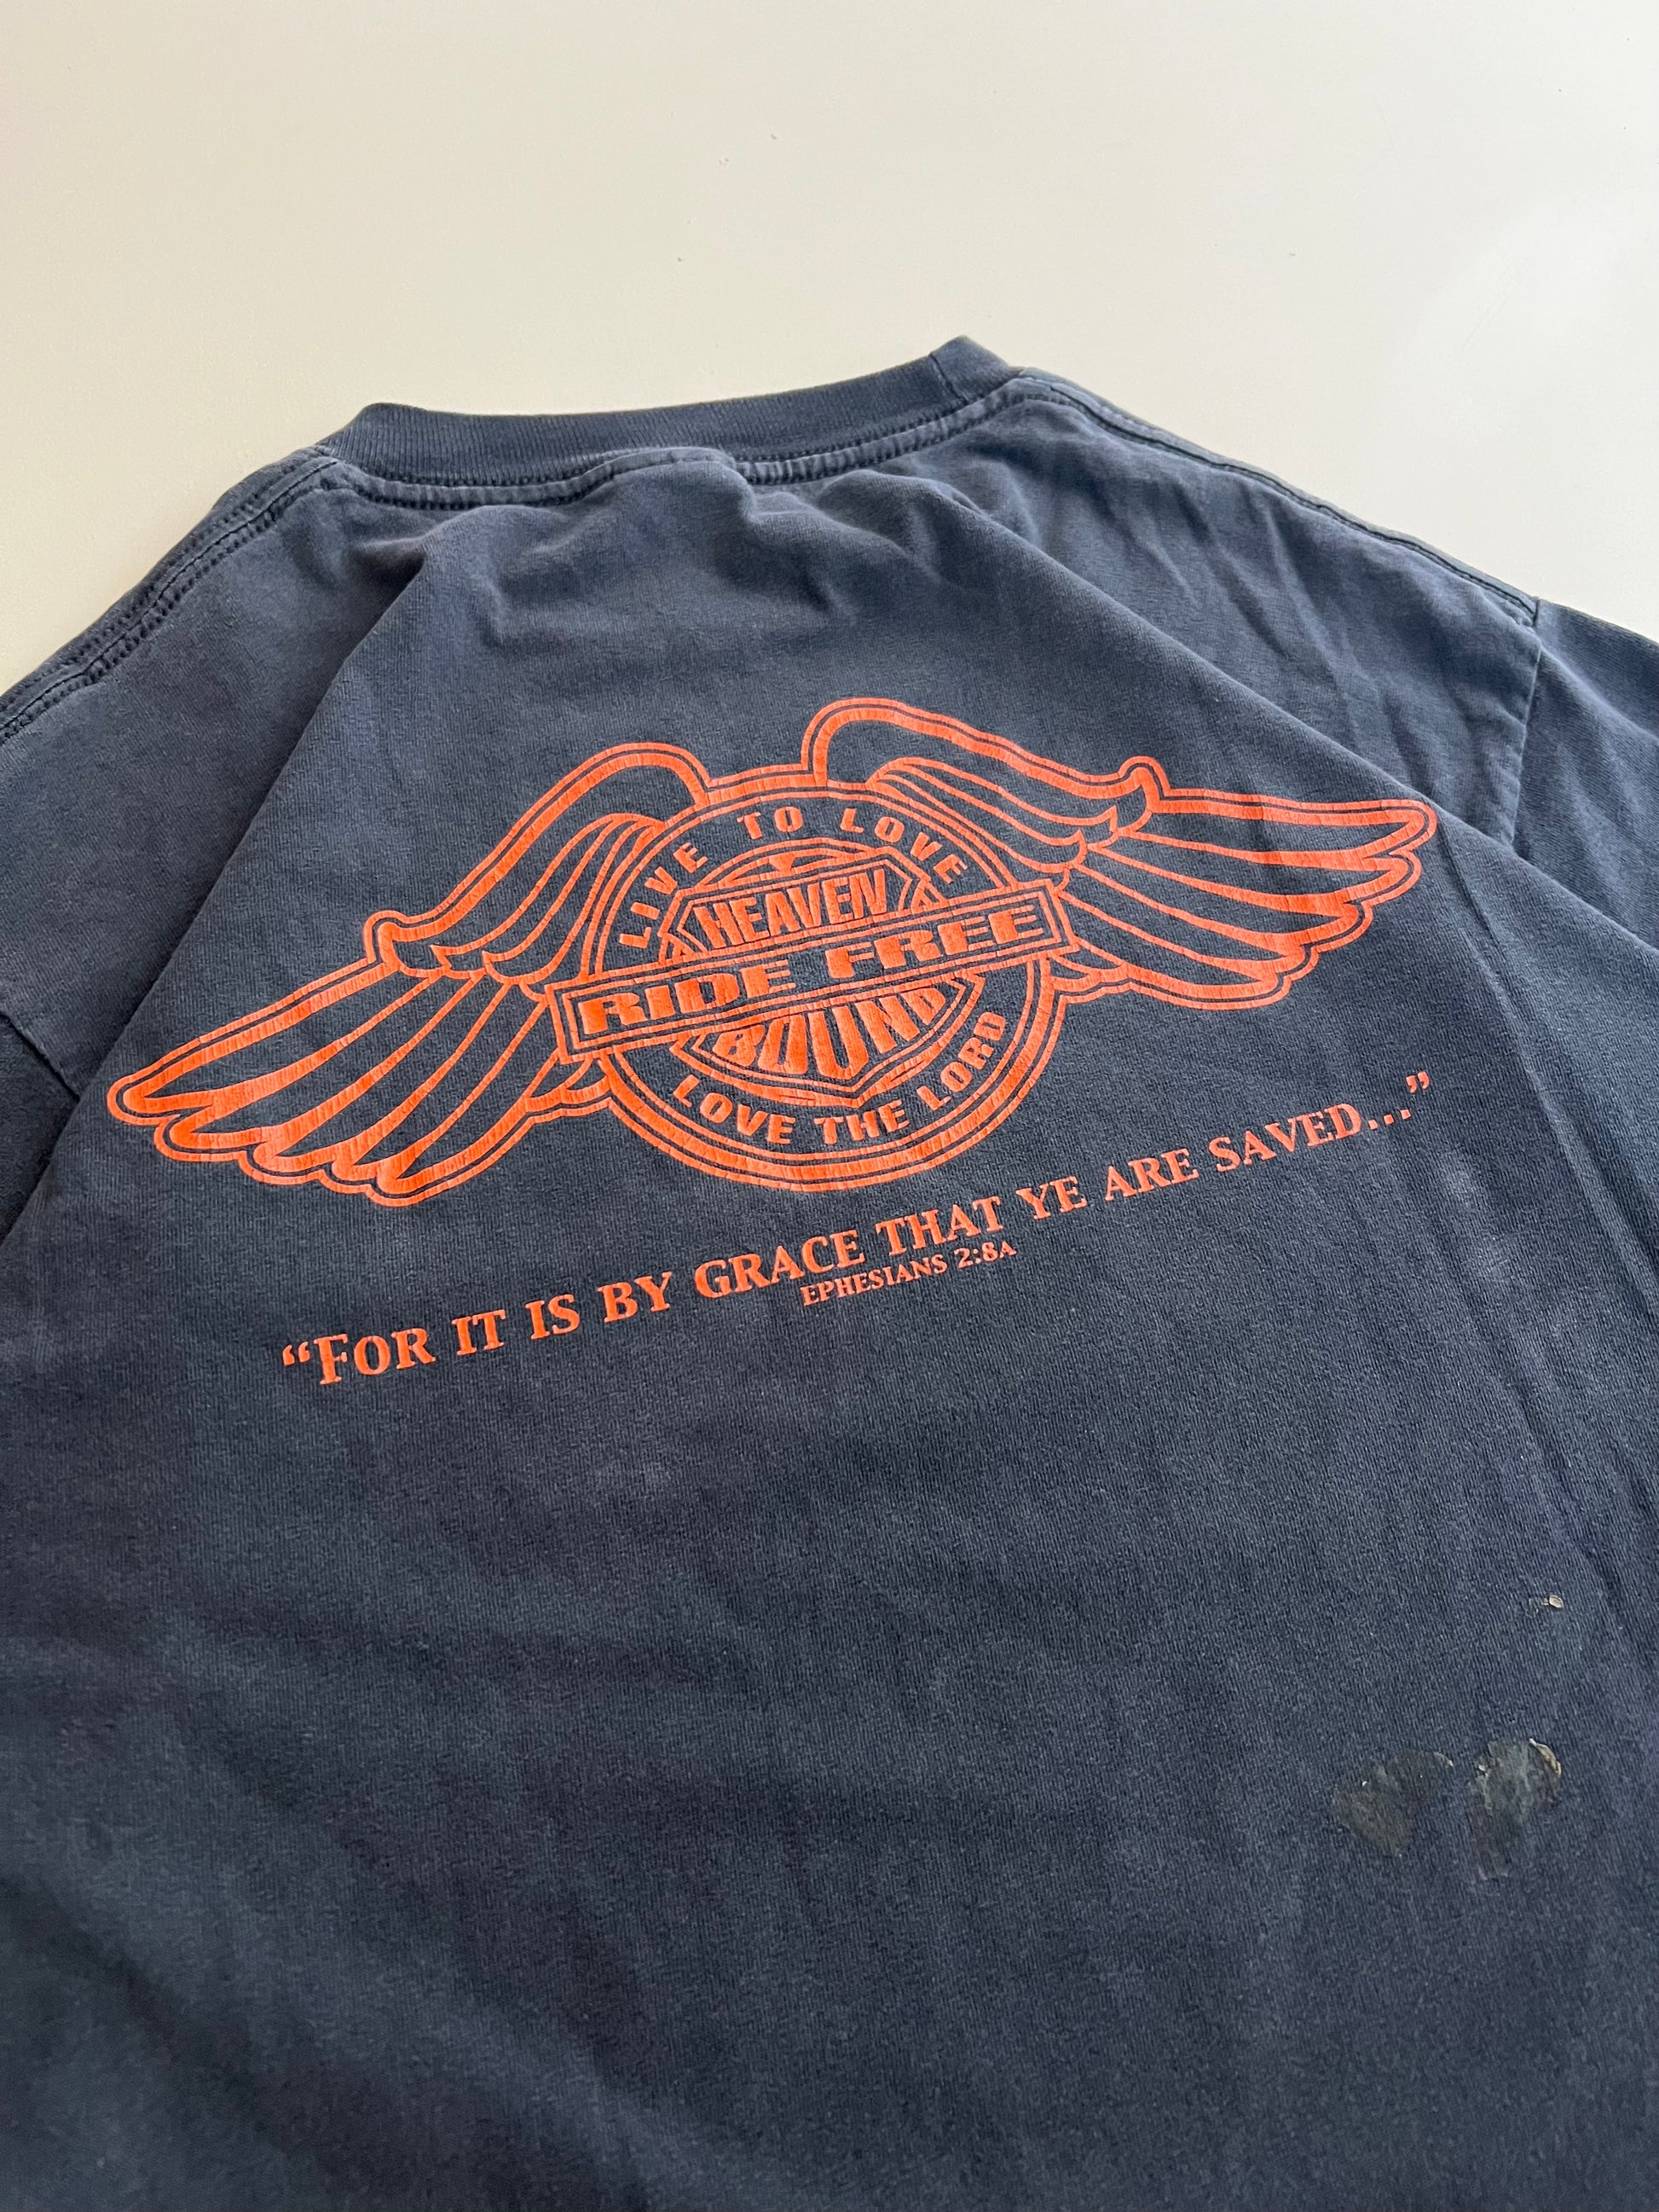 LIVE TO LOVE
HEAVEN
RIDE FREE
BOUND
LOVE THE LORD
“FOR IT IS BY GRACE THAT YE ARE SAVED...”
EPHESIANS 2:8A